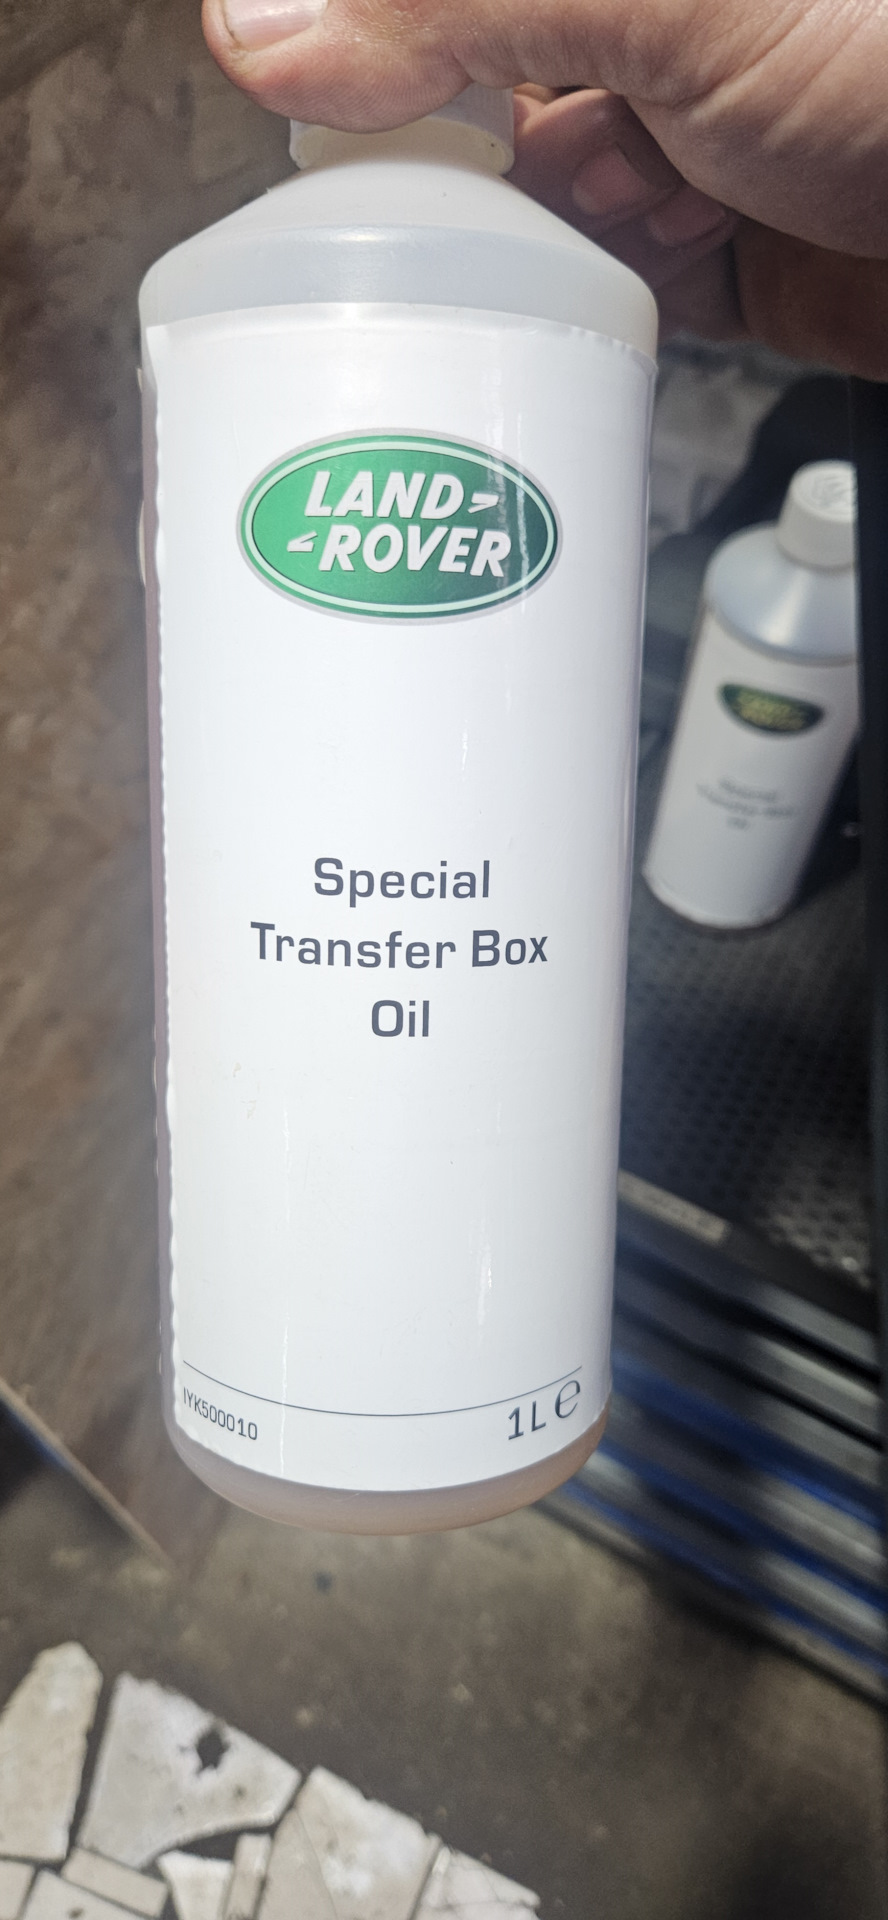 LAND-
-ROVER
Special
Transfer Box
Oil
IYK500010
1L ℮